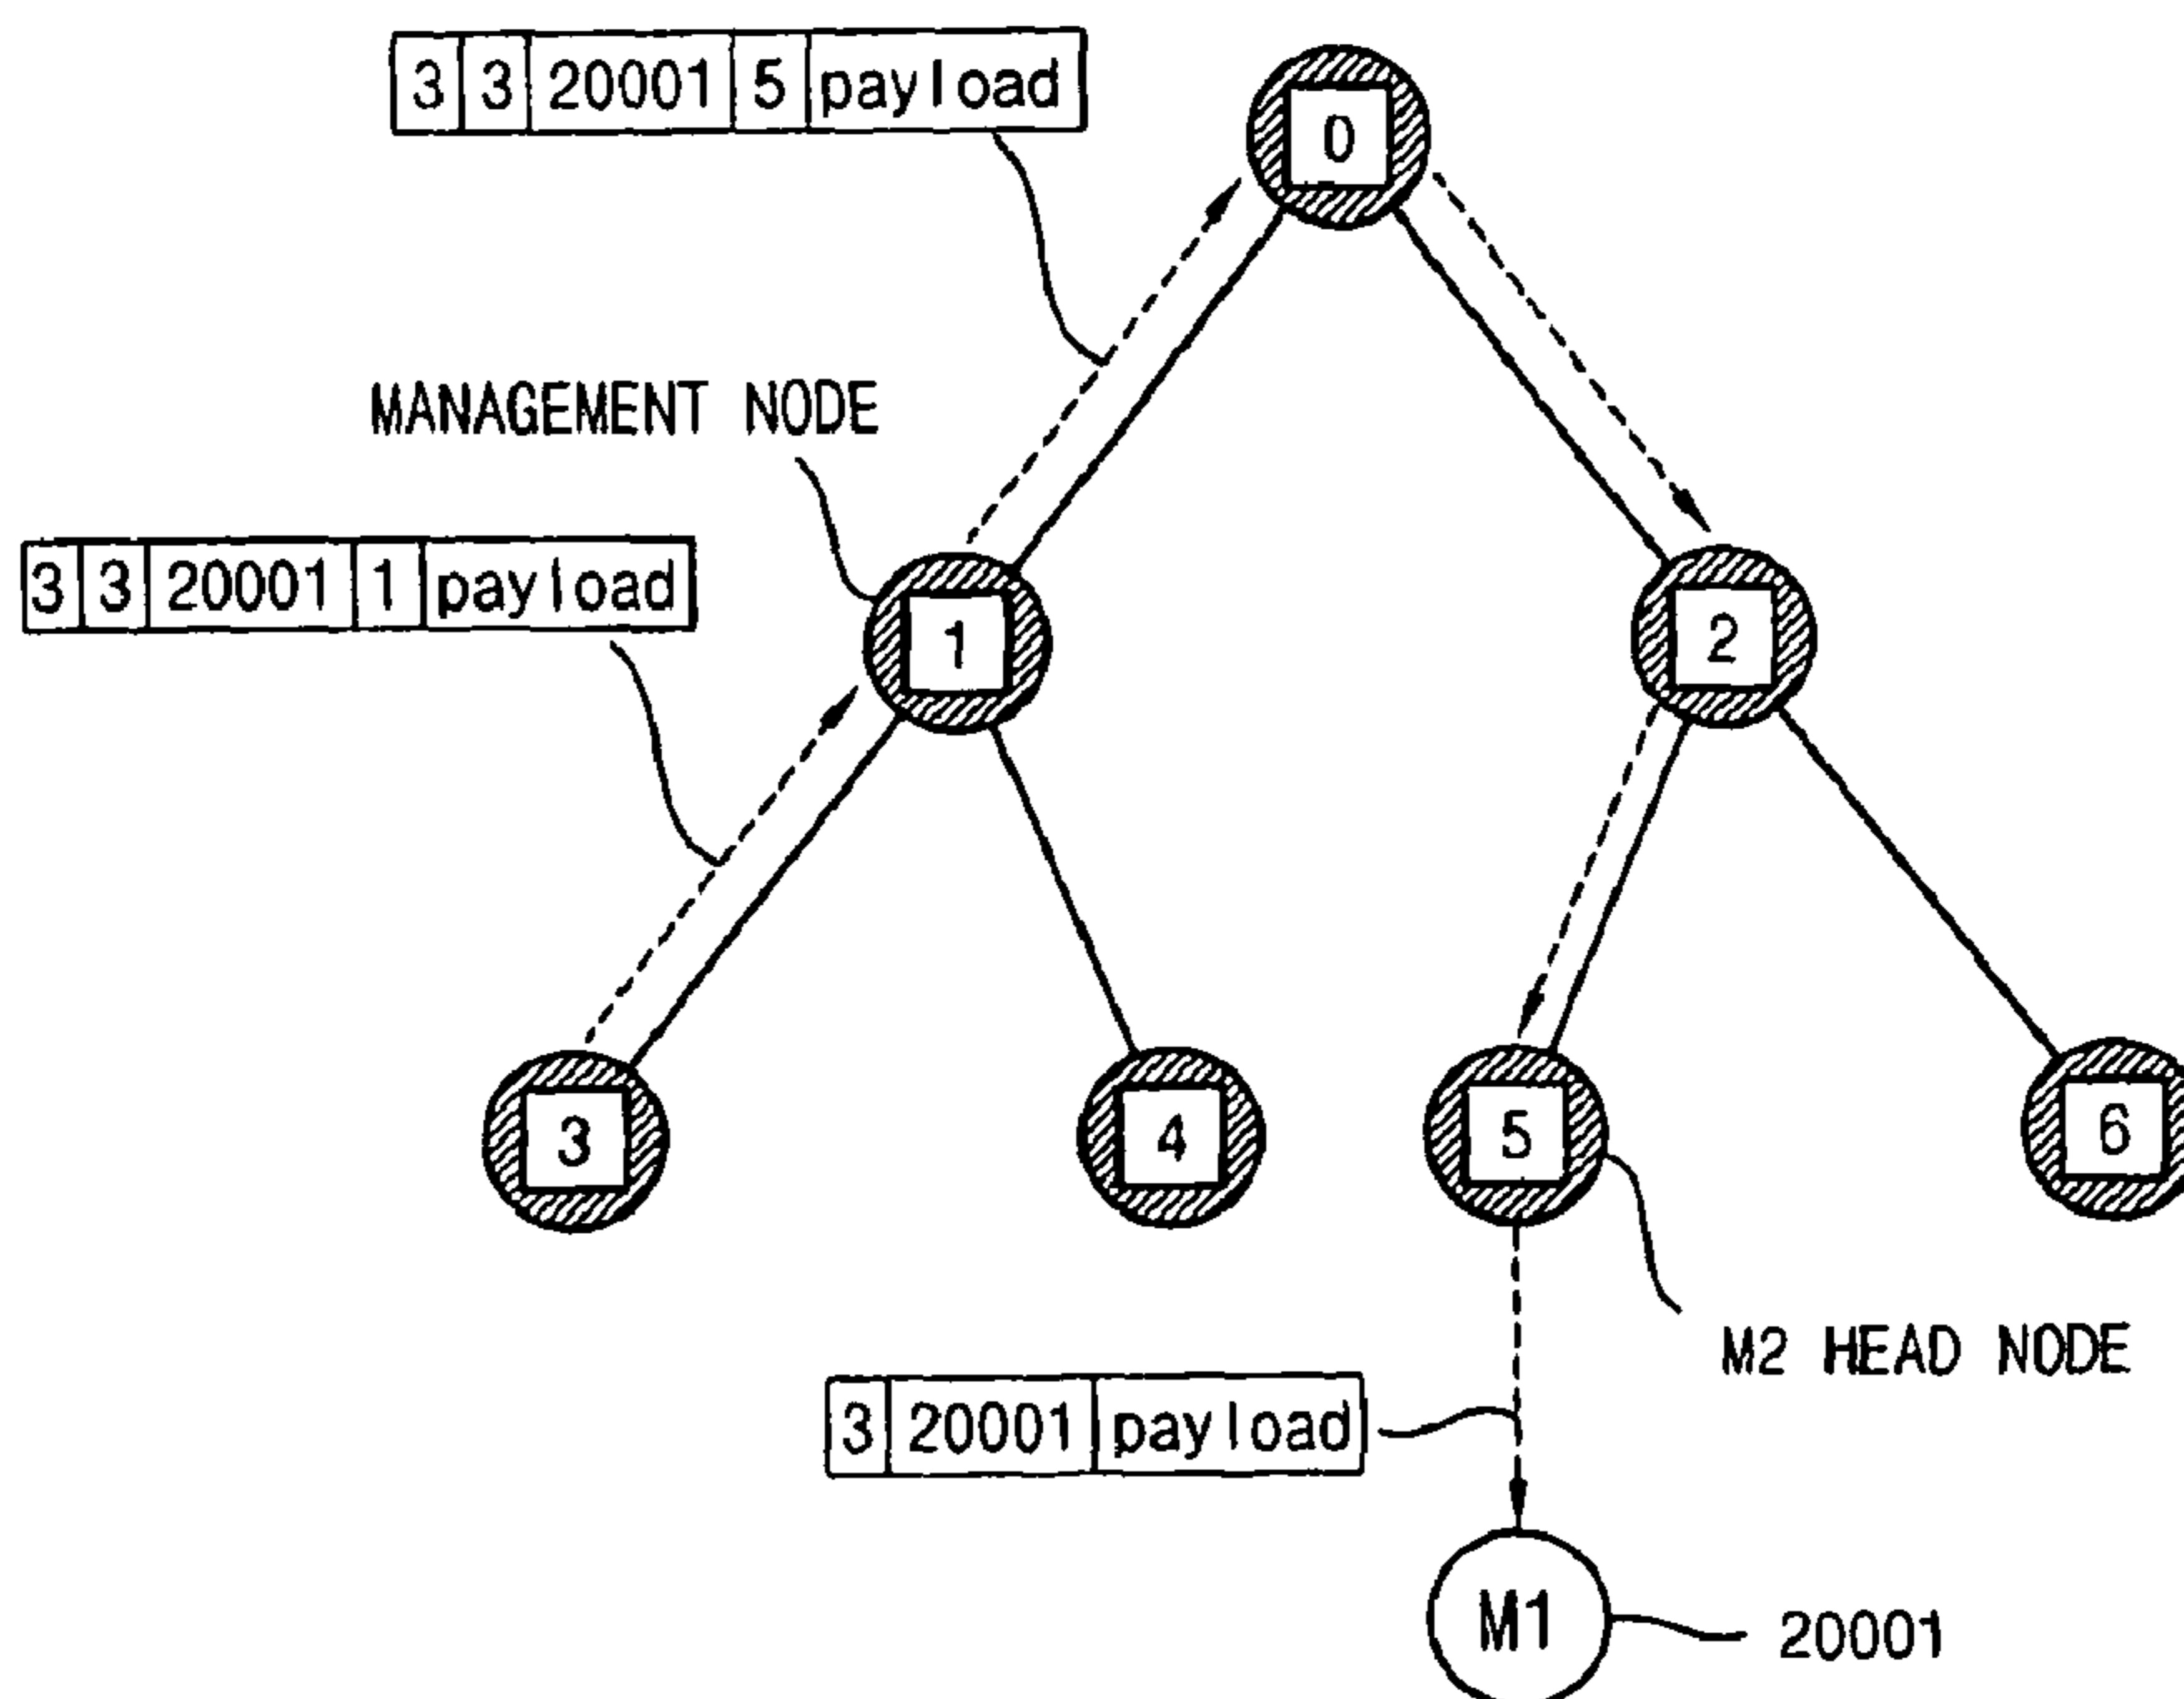 3 3 20001 5 payload
0
MANAGEMENT NODE
3 3 20001 1 payload
1
2
3
4
5
6
M2 HEAD NODE
3 20001 payload
M1
20001